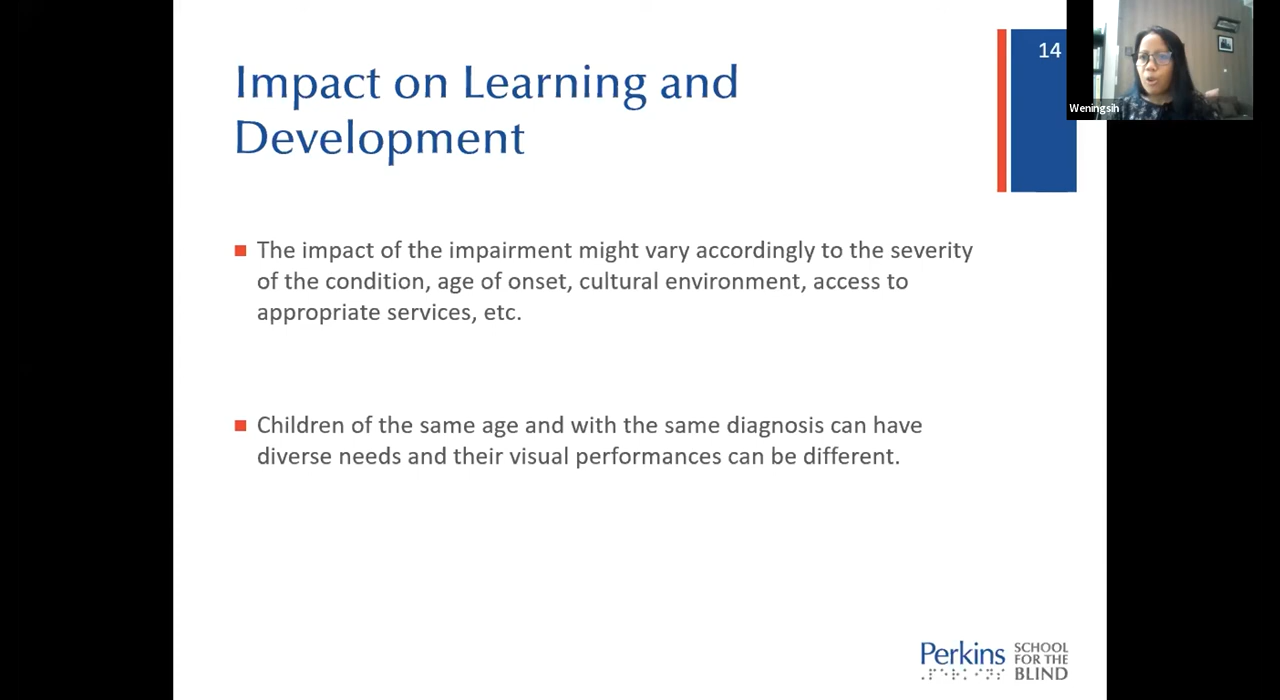 Impact on Learning and
Development
14
Weningsih
The impact of the impairment might vary accordingly to the severity
of the condition, age of onset, cultural environment, access to
appropriate services, etc.
Children of the same age and with the same diagnosis can have
diverse needs and their visual performances can be different.
Perkins
SCHOOL
FOR THE
BLIND